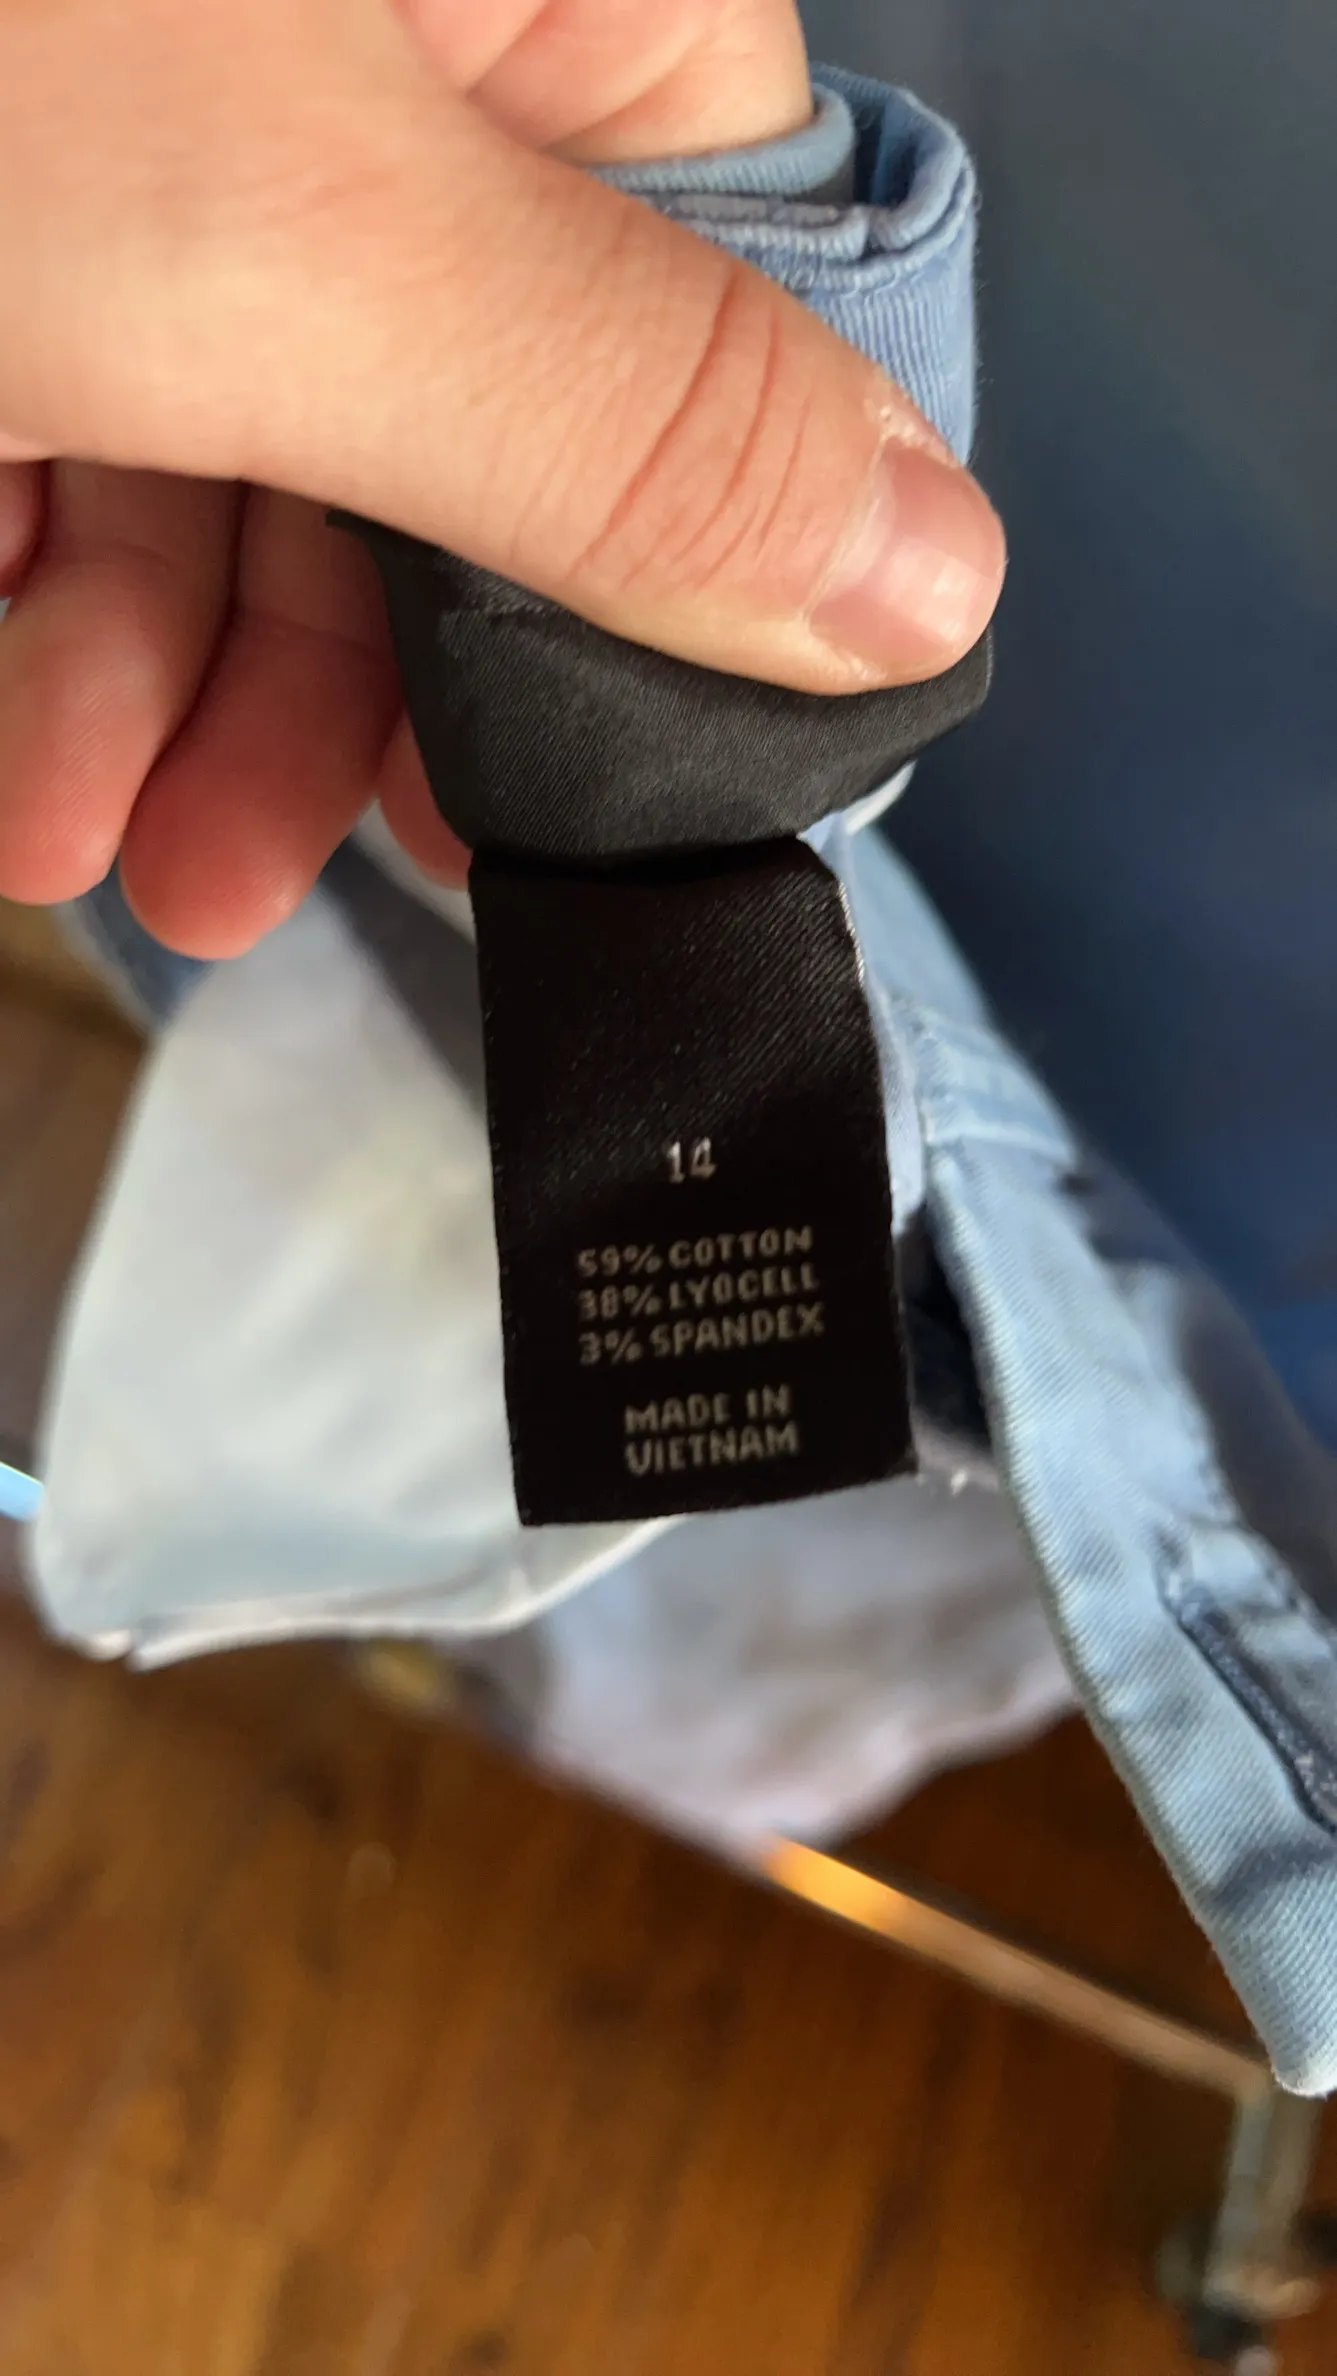 14
59% COTTON
38% LYOCELL
3% SPANDEX
MADE IN
VIETNAM